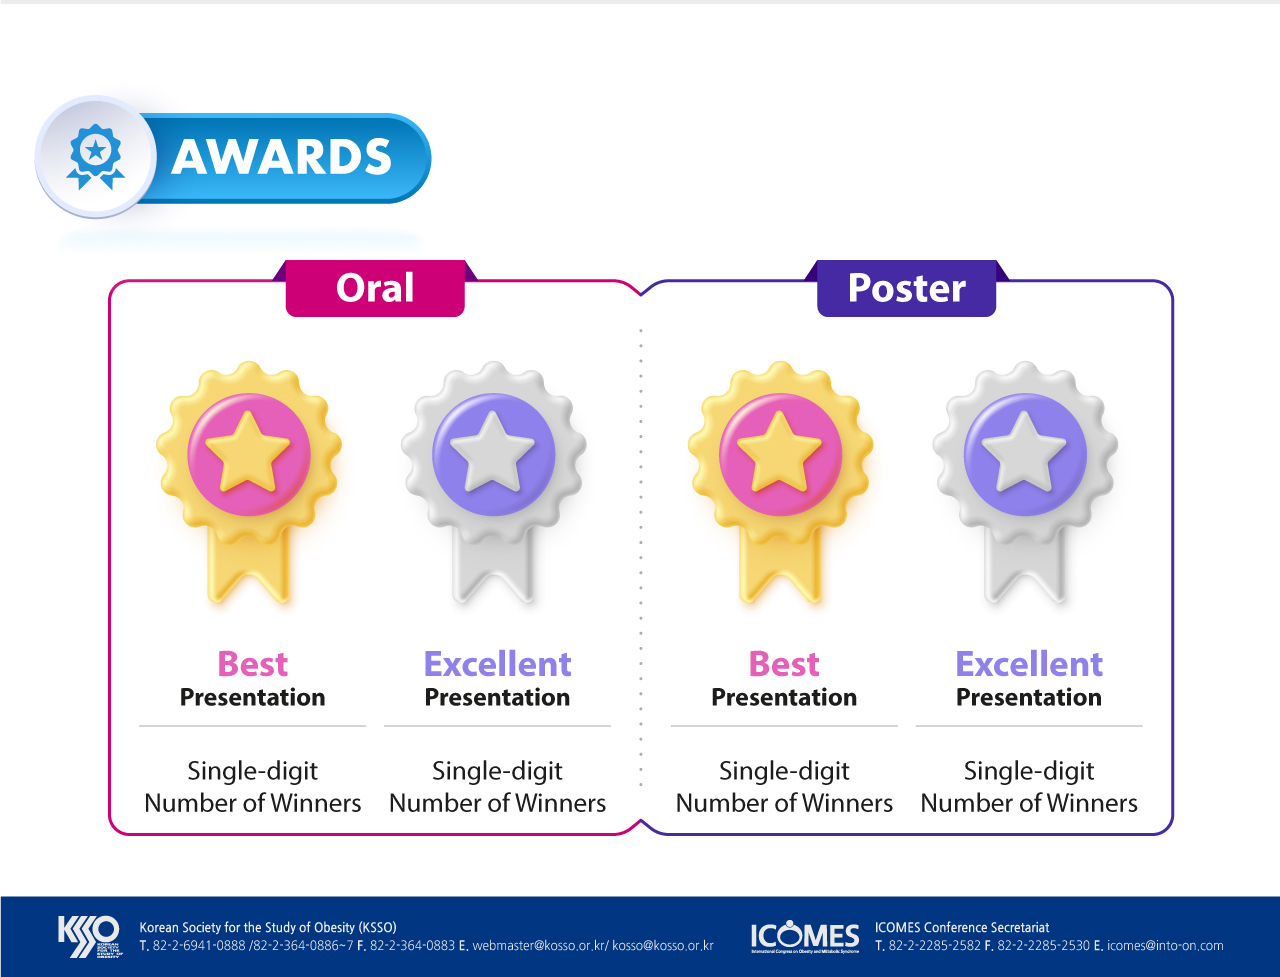 AWARDS
Oral
Poster
Best
Presentation
Single-digit
Number of Winners
Excellent
Presentation
Single-digit
Number of Winners
Best
Presentation
Single-digit
Number of Winners
Excellent
Presentation
Single-digit
Number of Winners
KSSO
KOREAN
SOCIETY
FOR THE
STUDY OF
OBESITY
Korean Society for the Study of Obesity (KSSO)
T. 82-2-6941-0888 /82-2-364-0886~7 F. 82-2-364-0883 E. webmaster@kosso.or.kr/ kosso@kosso.or.kr
ICOMES
International Congress on Obesity and Metabolic Syndrome
ICOMES Conference Secretariat
T. 82-2-2285-2582 F. 82-2-2285-2530 E. icomes@into-on.com